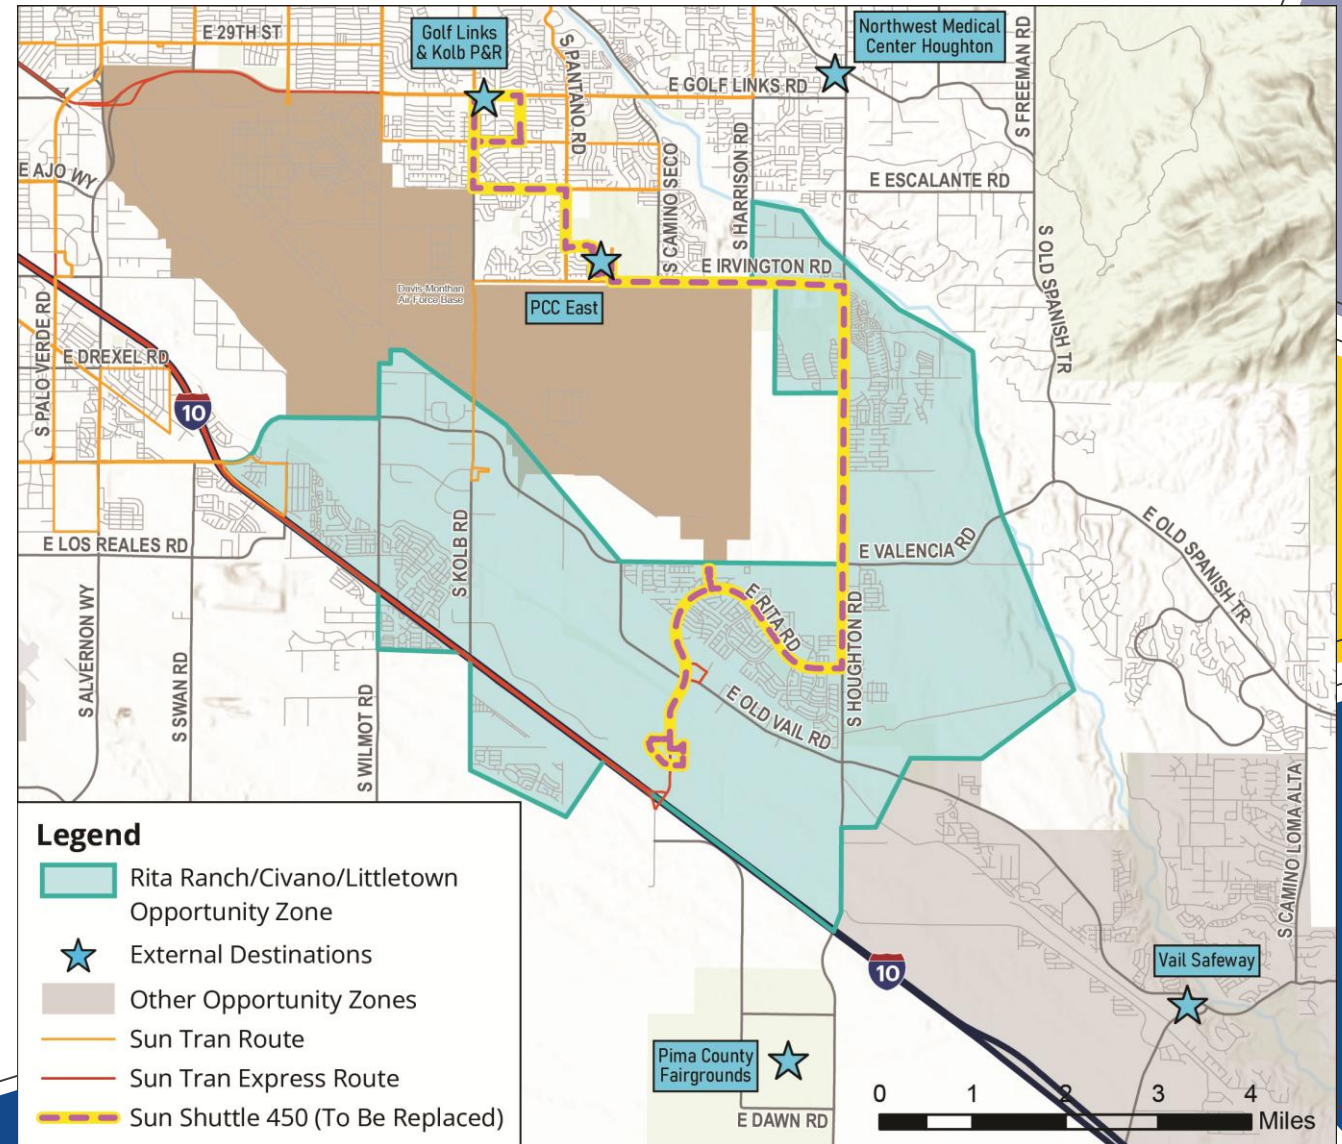 E 29TH ST
Golf Links
& Kolb P&R
S PANTANO RD
Northwest Medical
Center Houghton
S FREEMAN RD
E GOLF LINKS RD
E AJO WY
S CAMINO SECO
S HARRISON RD
E ESCALANTE RD
S OLD SPANISH TR
E IRVINGTON RD
Davis-Monthan
Air Force Base
PCC East
S PALO VERDE RD
E DREXEL RD
10
E LOS REALES RD
S KOLB RD
E VALENCIA RD
E OLD SPANISH TR
E RITA RD
S HOUGHTON RD
S ALVERNON WY
S SWAN RD
S WILMOT RD
E OLD VAIL RD
S CAMINO LOMA ALTA
10
Vail Safeway
Pima County
Fairgrounds
E DAWN RD
Legend
Rita Ranch/Civano/Littletown
Opportunity Zone
External Destinations
Other Opportunity Zones
Sun Tran Route
Sun Tran Express Route
Sun Shuttle 450 (To Be Replaced)
0 1 2 3 4
Miles